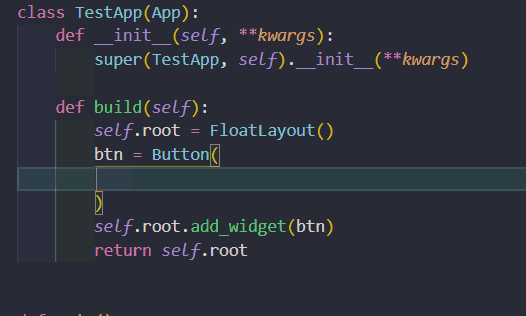 class TestApp(App):
    def __init__(self, **kwargs):
        super(TestApp, self).__init__(**kwargs)

    def build(self):
        self.root = FloatLayout()
        btn = Button(

        )
        self.root.add_widget(btn)
        return self.root